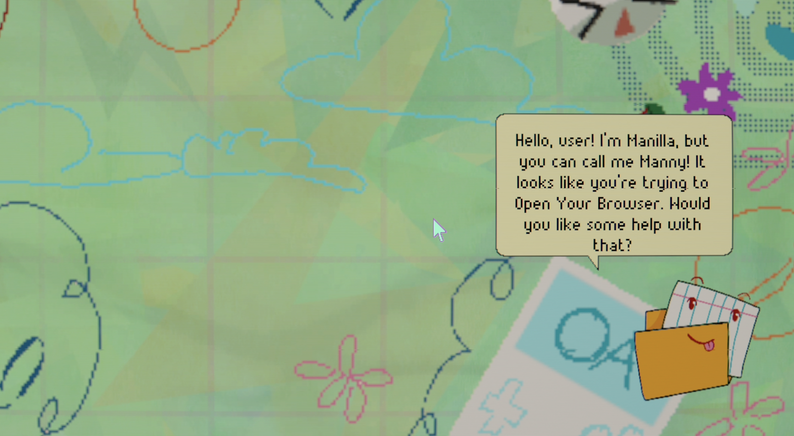 Hello, user! I'm Manilla, but
you can call me Manny! It
looks like you're trying to
Open Your Browser. Would
you like some help with
that?